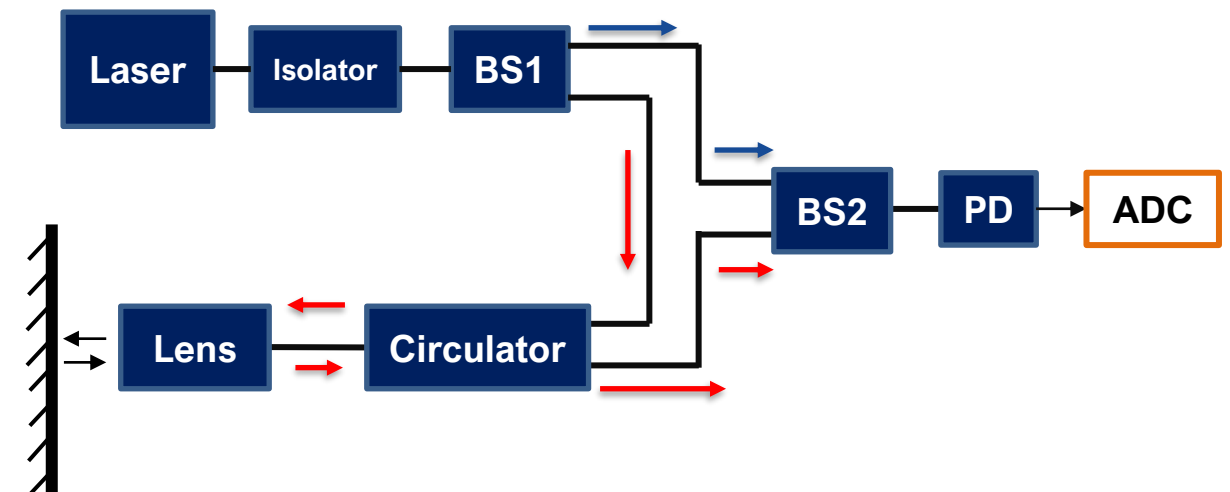 Laser
Isolator
BS1
BS2
PD
ADC
Lens
Circulator